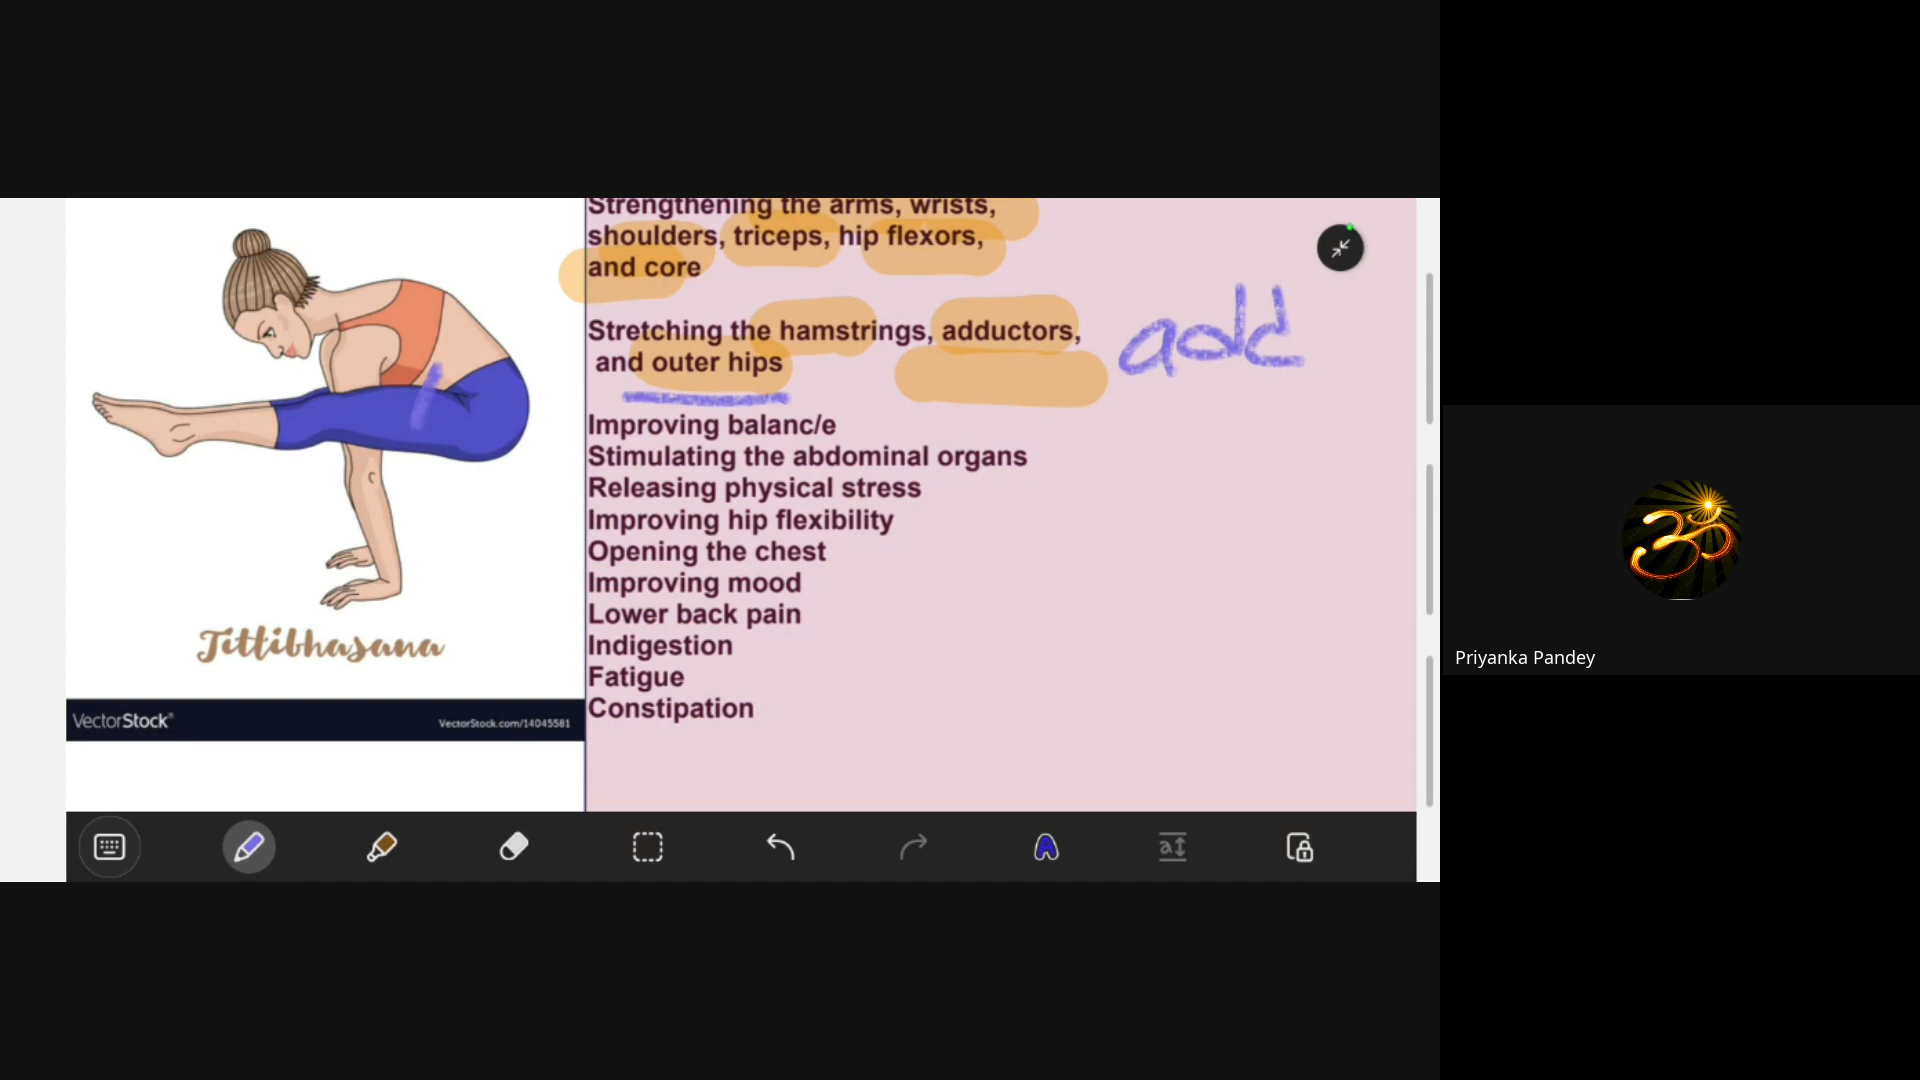 Strengthening the arms, wrists,
shoulders, triceps, hip flexors,
and core
Stretching the hamstrings, adductors,
and outer hips
add
Improving balanc/e
Stimulating the abdominal organs
Releasing physical stress
Improving hip flexibility
Opening the chest
Improving mood
Lower back pain
Indigestion
Fatigue
Constipation
Tittibhasana
VectorStock®
VectorStock.com/14045581
ॐ
Priyanka Pandey
A
a